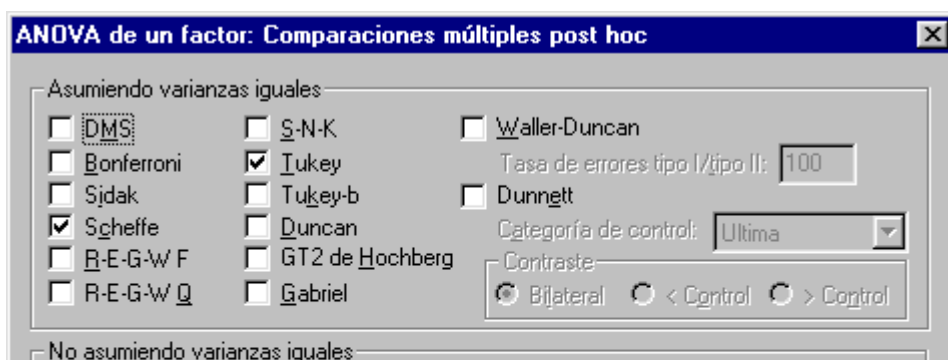 ANOVA de un factor: Comparaciones múltiples post hoc
Asumiendo varianzas iguales
DMS S-N-K Waller-Duncan
Bonferroni Tukey Tasa de errores tipo I/tipo II: 100
Sidak Tukey-b Dunnett
Scheffe Duncan Categoría de control: Ultima
R-E-G-W F GT2 de Hochberg Contraste
R-E-G-W Q Gabriel Bilateral < Control > Control
No asumiendo varianzas iguales